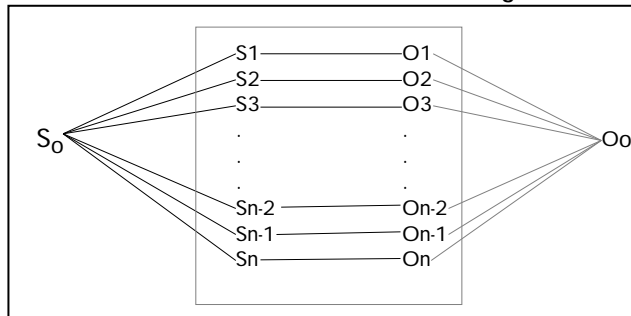 S1 O1
S2 O2
S3 O3
So Oo
. .
. .
. .
Sn-2 On-2
Sn-1 On-1
Sn On